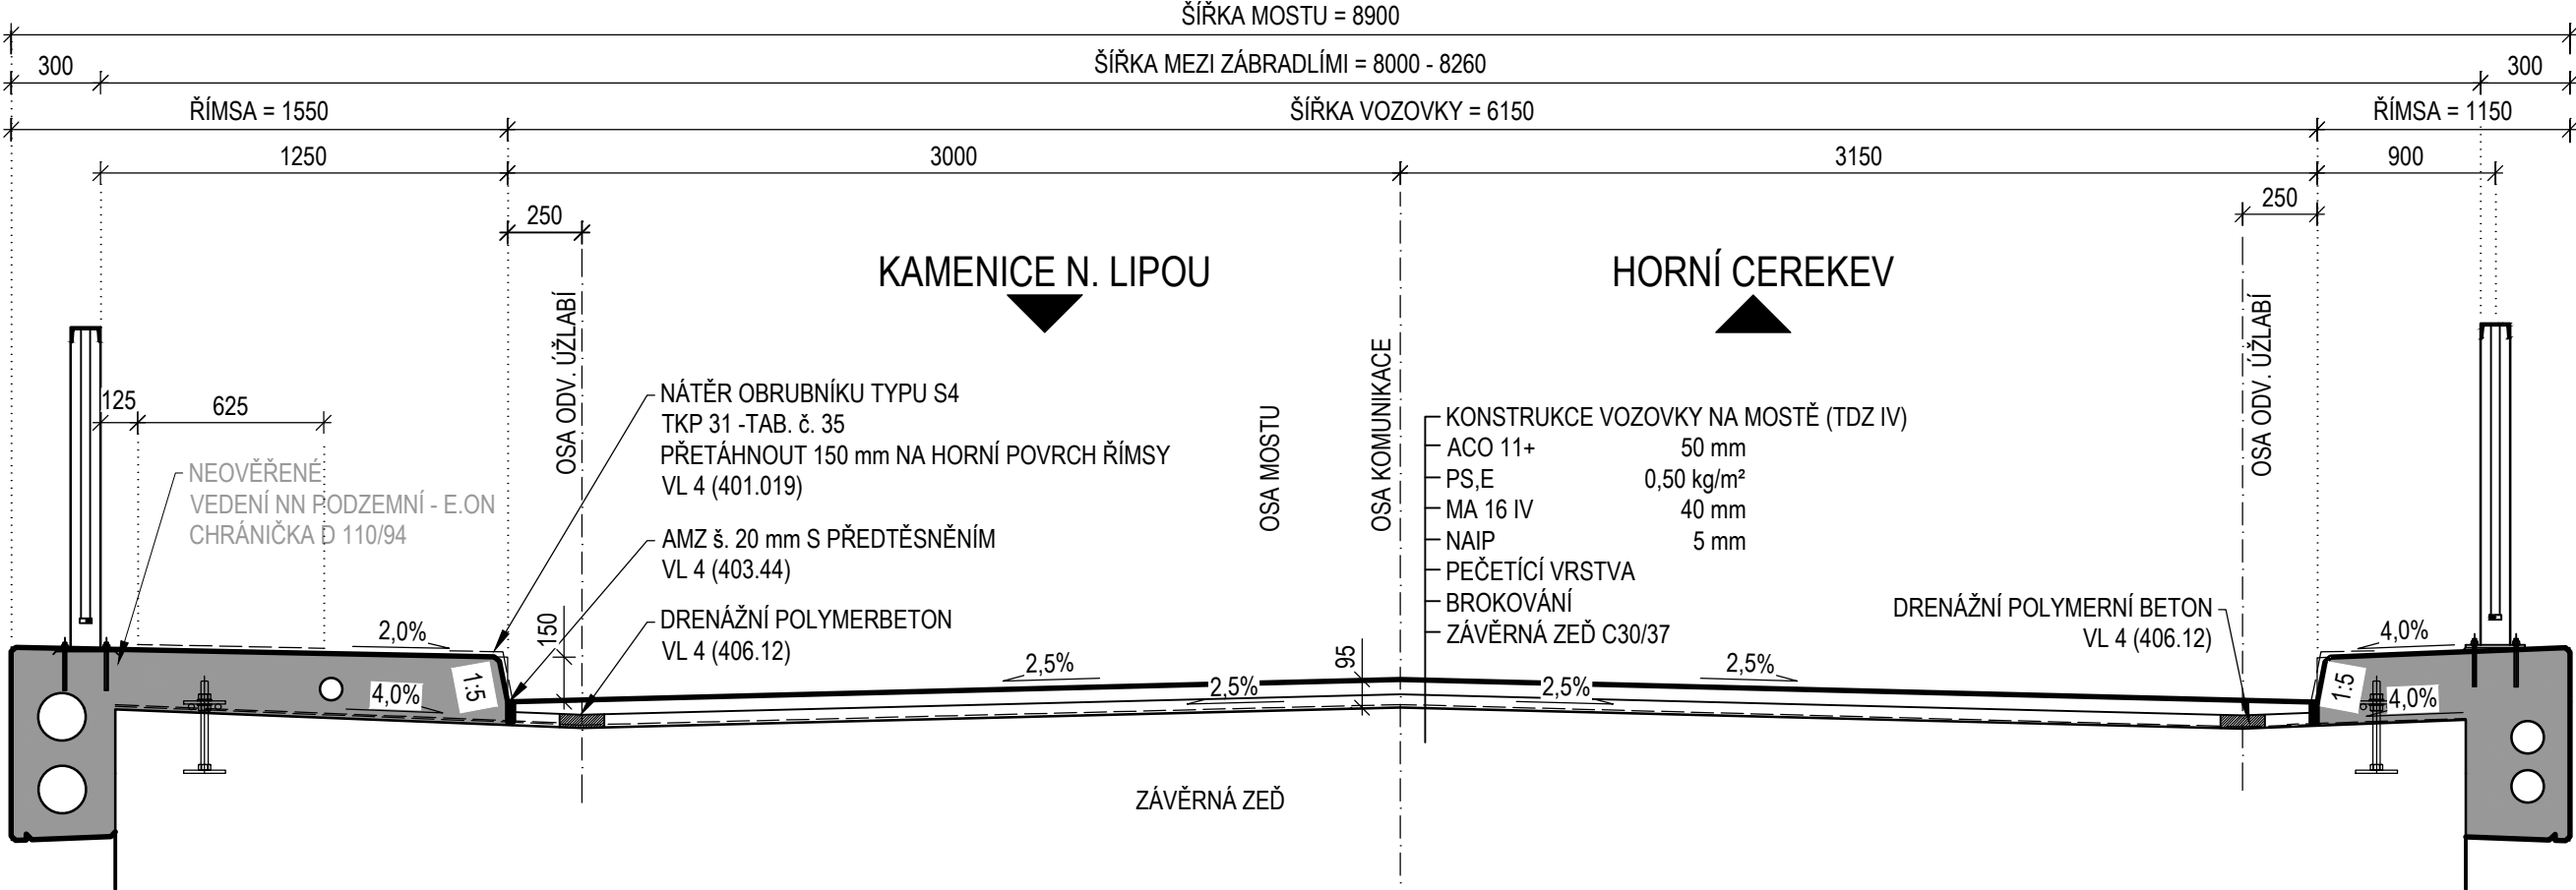 ŠÍŘKA MOSTU = 8900
300
ŠÍŘKA MEZI ZÁBRADLÍMI = 8000 - 8260
300
ŘÍMSA = 1550
ŠÍŘKA VOZOVKY = 6150
ŘÍMSA = 1150
1250
3000
3150
900
250
250
KAMENICE N. LIPOU
HORNÍ CEREKEV
OSA ODV. ÚŽLABÍ
OSA MOSTU
OSA KOMUNIKACE
OSA ODV. ÚŽLABÍ
125
625
NEOVĚŘENÉ
VEDENÍ NN PODZEMNÍ - E.ON
CHRÁNIČKA D 110/94
NÁTĚR OBRUBNÍKU TYPU S4
TKP 31 -TAB. č. 35
PŘETÁHNOUT 150 mm NA HORNÍ POVRCH ŘÍMSY
VL 4 (401.019)
AMZ š. 20 mm S PŘEDTĚSNĚNÍM
VL 4 (403.44)
DRENÁŽNÍ POLYMERBETON
VL 4 (406.12)
KONSTRUKCE VOZOVKY NA MOSTĚ (TDZ IV)
ACO 11+ 50 mm
PS,E 0,50 kg/m²
MA 16 IV 40 mm
NAIP 5 mm
PEČETÍCÍ VRSTVA
BROKOVÁNÍ
ZÁVĚRNÁ ZEĎ C30/37
DRENÁŽNÍ POLYMERNÍ BETON
VL 4 (406.12)
2,0%
150
4,0%
1:5
2,5%
2,5%
95
2,5%
2,5%
4,0%
1:5
4,0%
ZÁVĚRNÁ ZEĎ